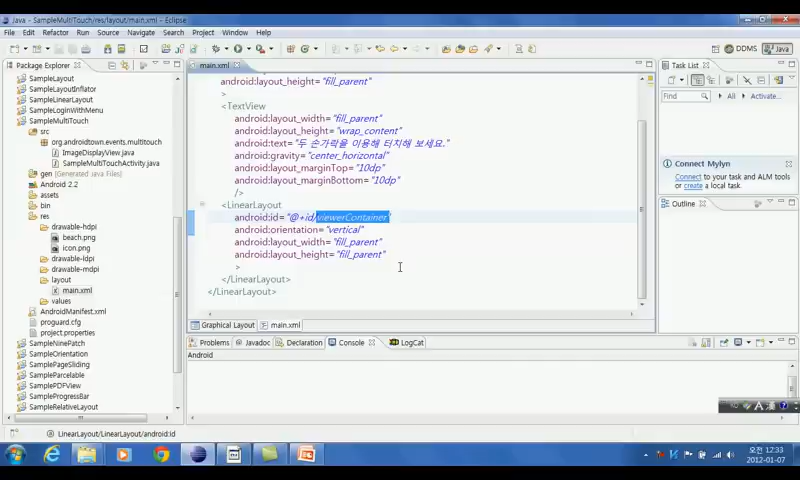 Java - SampleMultiTouch/res/layout/main.xml - Eclipse
File Edit Refactor Run Source Navigate Search Project Window Help
DDMS Java
Package Explorer
SampleLayout
SampleLayoutInflator
SampleLinearLayout
SampleLoginWithMenu
SampleMultiTouch
src
org.androidtown.events.multitouch
ImageDisplayView.java
SampleMultiTouchActivity.java
gen [Generated Java Files]
Android 2.2
assets
bin
res
drawable-hdpi
beach.png
icon.png
drawable-ldpi
drawable-mdpi
layout
main.xml
values
AndroidManifest.xml
proguard.cfg
project.properties
SampleNinePatch
SampleOrientation
SamplePageSliding
SampleParcelable
SamplePDFView
SampleProgressBar
SampleRelativeLayout
main.xml
android:layout_height="fill_parent"
>
<TextView
android:layout_width="fill_parent"
android:layout_height="wrap_content"
android:text="두 손가락을 이용해 터치해 보세요."
android:gravity="center_horizontal"
android:layout_marginTop="10dp"
android:layout_marginBottom="10dp"
/>
<LinearLayout
android:id="@+id/viewerContainer"
android:orientation="vertical"
android:layout_width="fill_parent"
android:layout_height="fill_parent"
>
</LinearLayout>
</LinearLayout>
Graphical Layout main.xml
Problems Javadoc Declaration Console LogCat
Android
Task List
Find All Activate...
Connect Mylyn
Connect to your task and ALM tools or create a local task.
Outline
LinearLayout/LinearLayout/android:id
KO A 漢
오전 12:33
2012-01-07